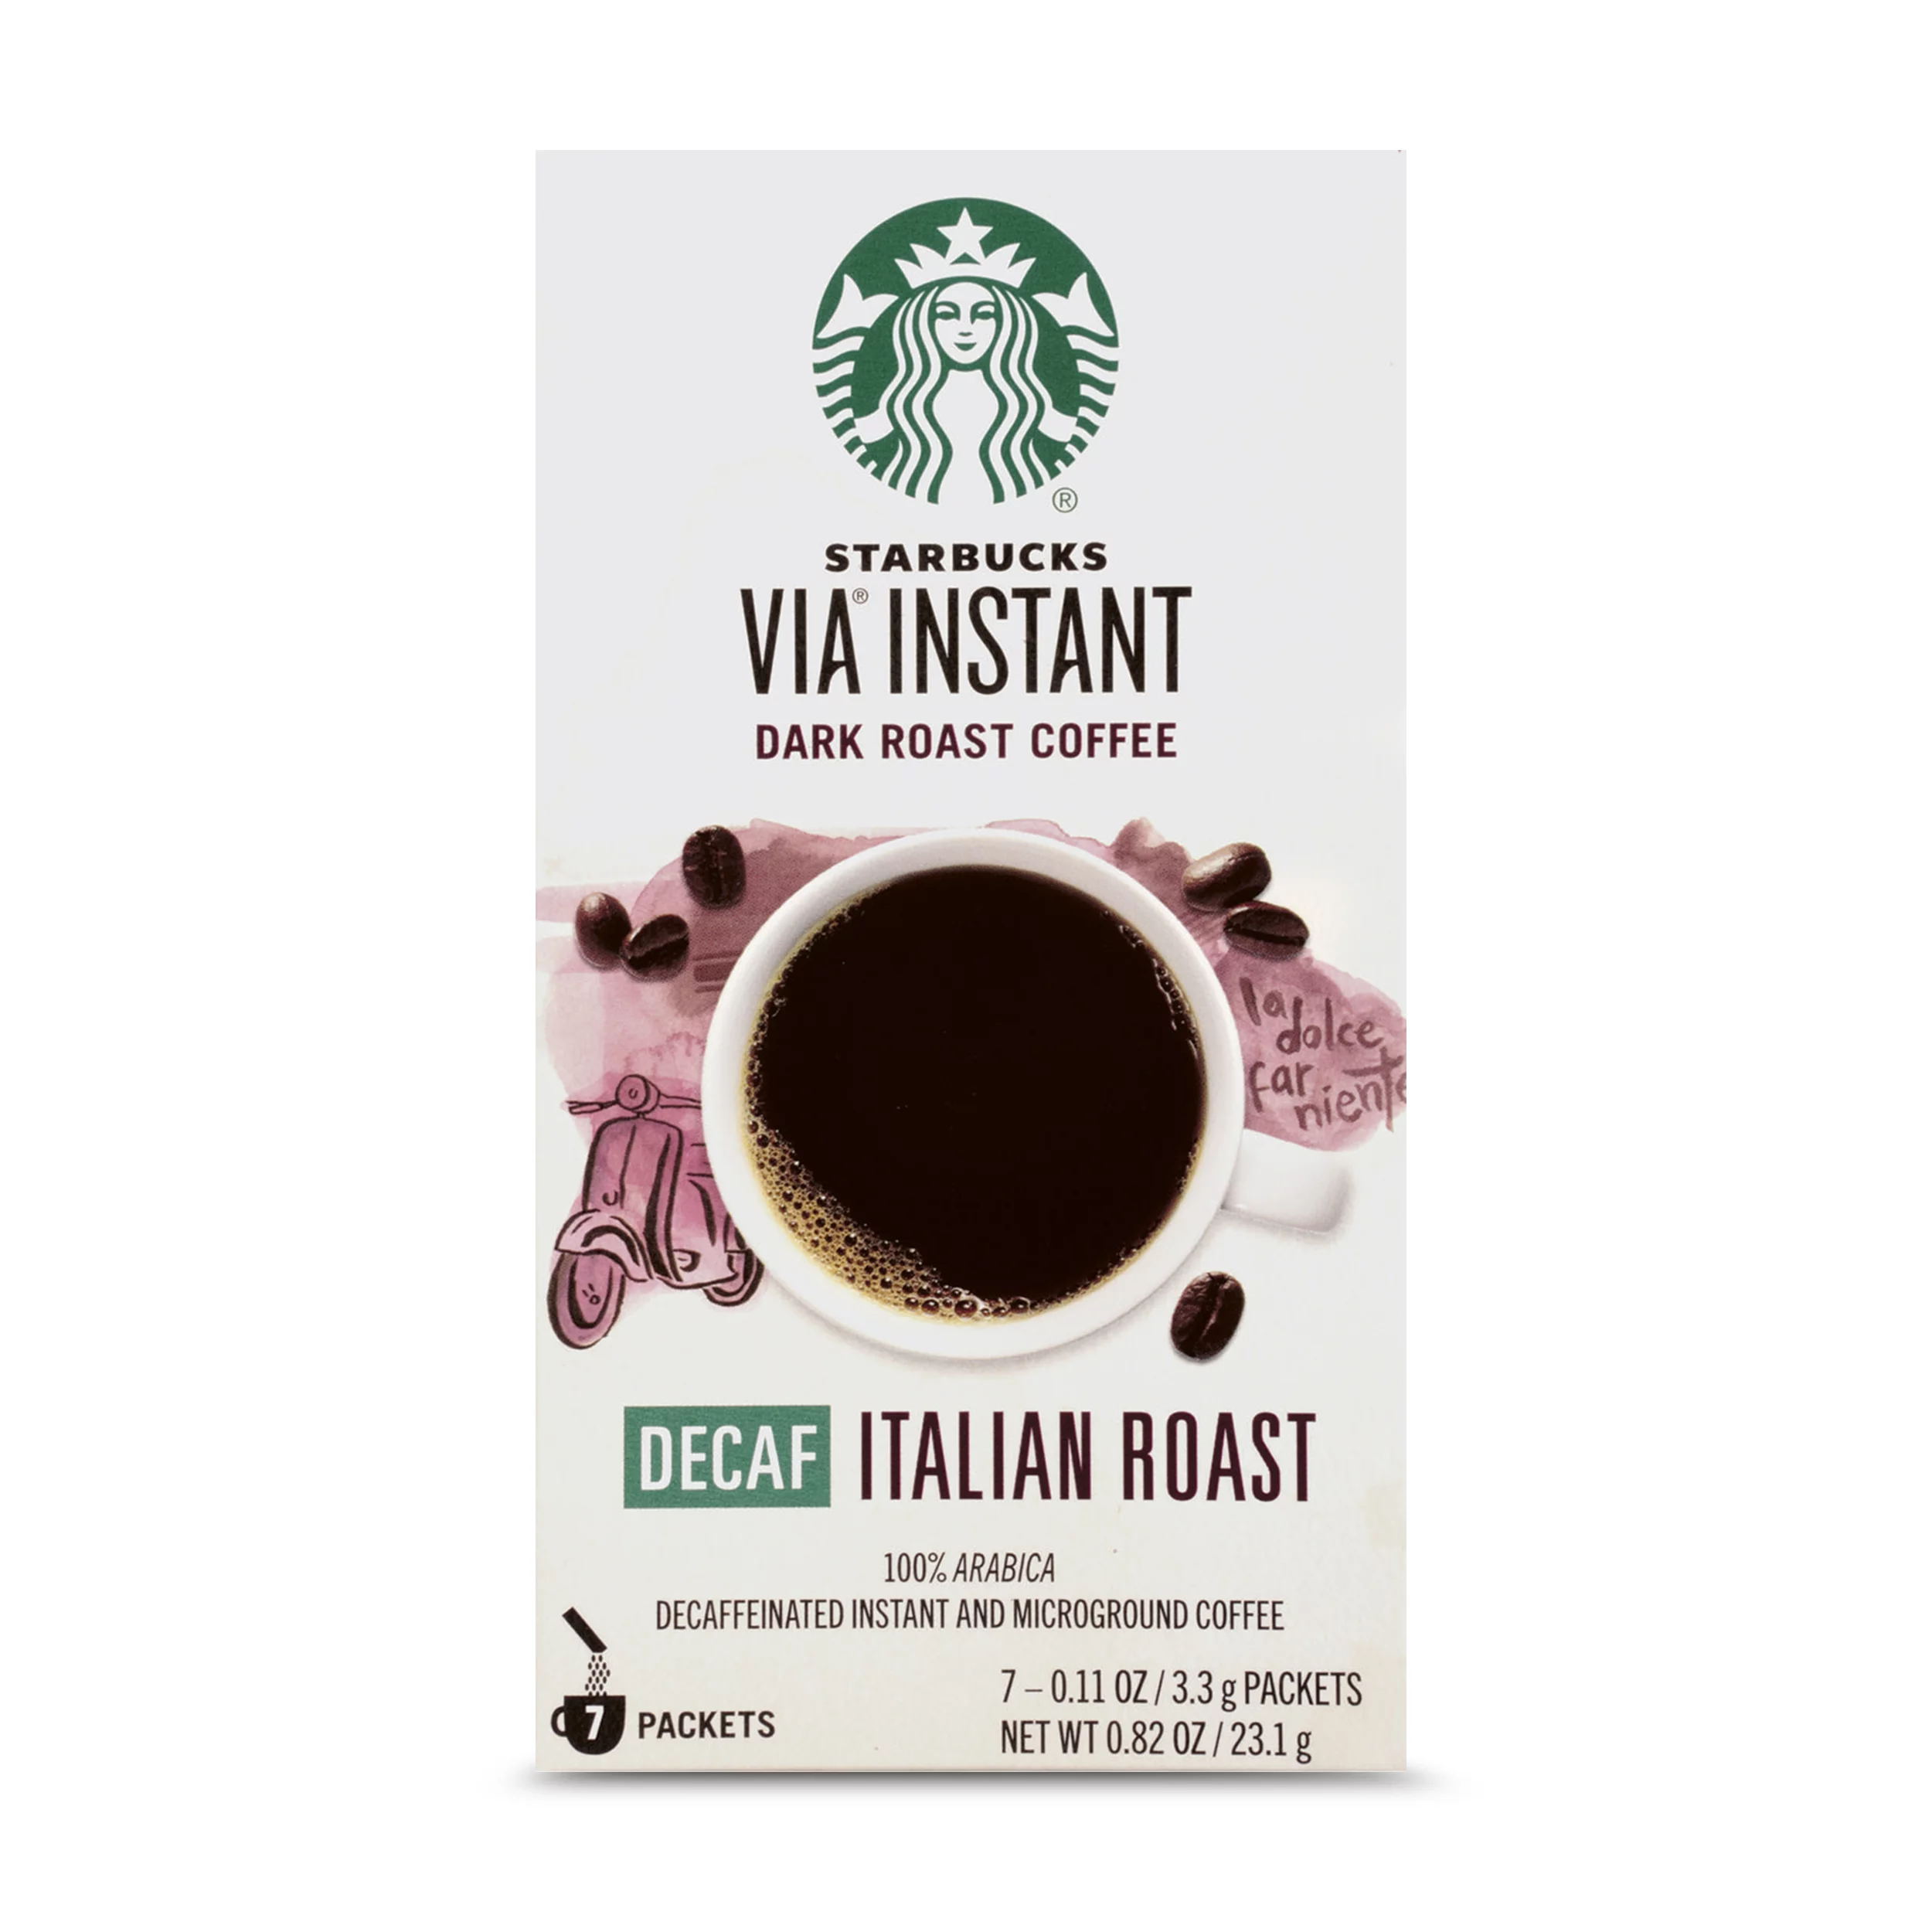 ®
STARBUCKS
VIA® INSTANT
DARK ROAST COFFEE
la
dolce
far
niente
DECAF ITALIAN ROAST
100% ARABICA
DECAFFEINATED INSTANT AND MICROGROUND COFFEE
7 PACKETS
7 – 0.11 OZ / 3.3 g PACKETS
NET WT 0.82 OZ / 23.1 g